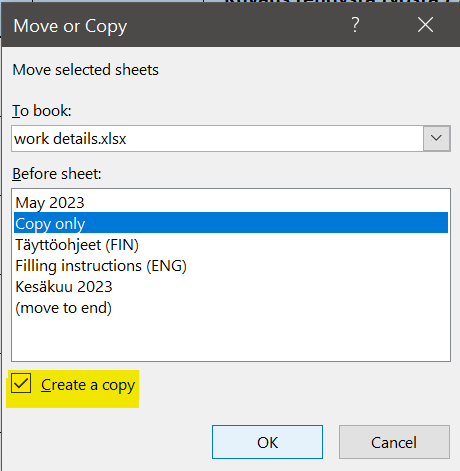 Move or Copy ?
Move selected sheets
To book:
work details.xlsx
Before sheet:
May 2023
Copy only
Täyttöohjeet (FIN)
Filling instructions (ENG)
Kesäkuu 2023
(move to end)
Create a copy
OK Cancel